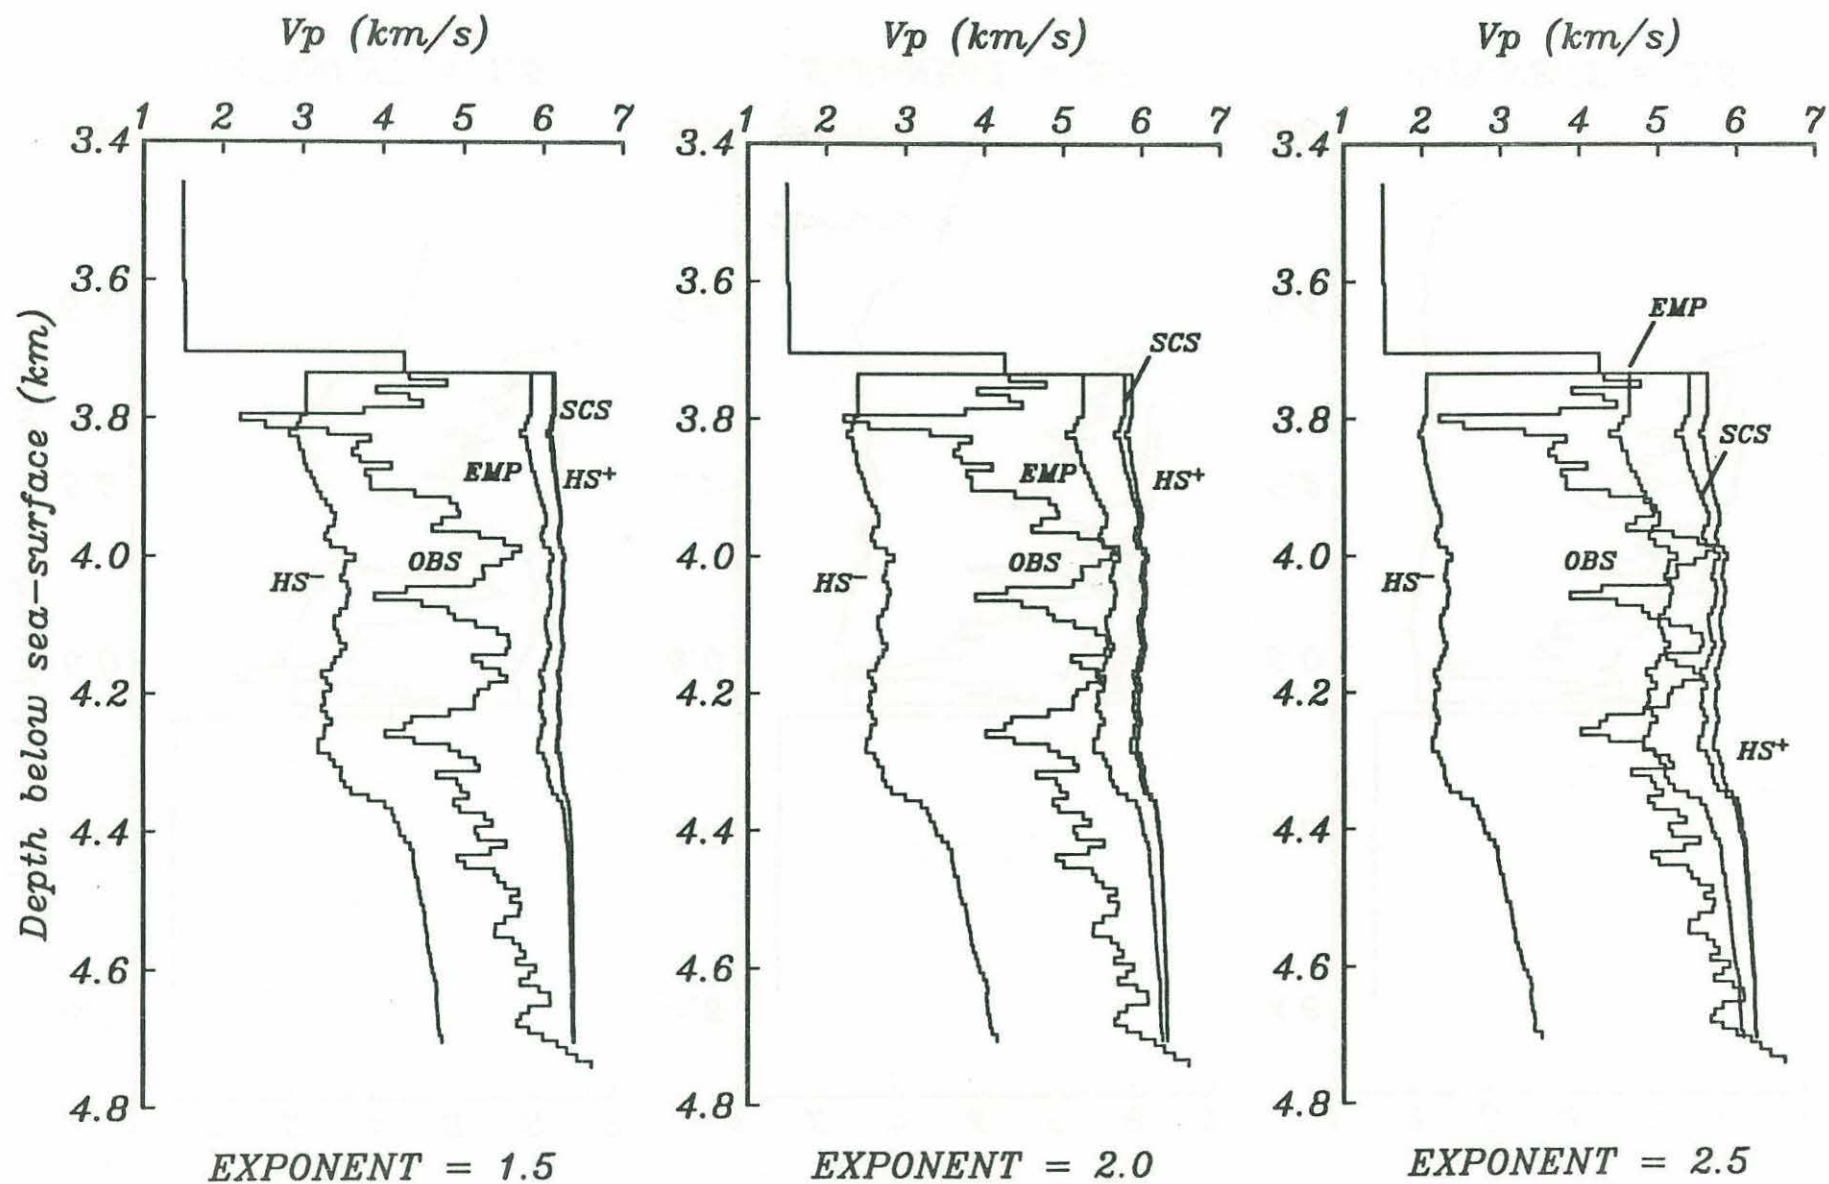 Vp (km/s)
1 2 3 4 5 6 7
3.4
3.6
3.8
4.0
4.2
4.4
4.6
4.8
Depth below sea-surface (km)
SCS
EMP
HS+
OBS
HS−
EXPONENT = 1.5
Vp (km/s)
1 2 3 4 5 6 7
3.4
3.6
3.8
4.0
4.2
4.4
4.6
4.8
SCS
EMP
HS+
OBS
HS−
EXPONENT = 2.0
Vp (km/s)
1 2 3 4 5 6 7
3.4
3.6
3.8
4.0
4.2
4.4
4.6
4.8
EMP
SCS
OBS
HS−
HS+
EXPONENT = 2.5